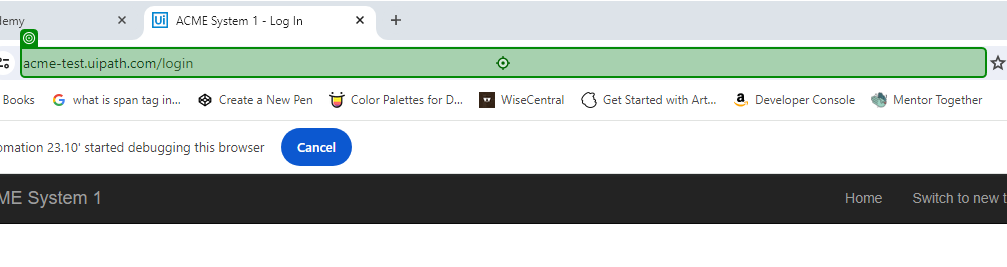 lemy
Ui ACME System 1 - Log In
acme-test.uipath.com/login
Books what is span tag in... Create a New Pen Color Palettes for D... WiseCentral Get Started with Art... Developer Console Mentor Together
omation 23.10' started debugging this browser Cancel
ME System 1 Home Switch to new t